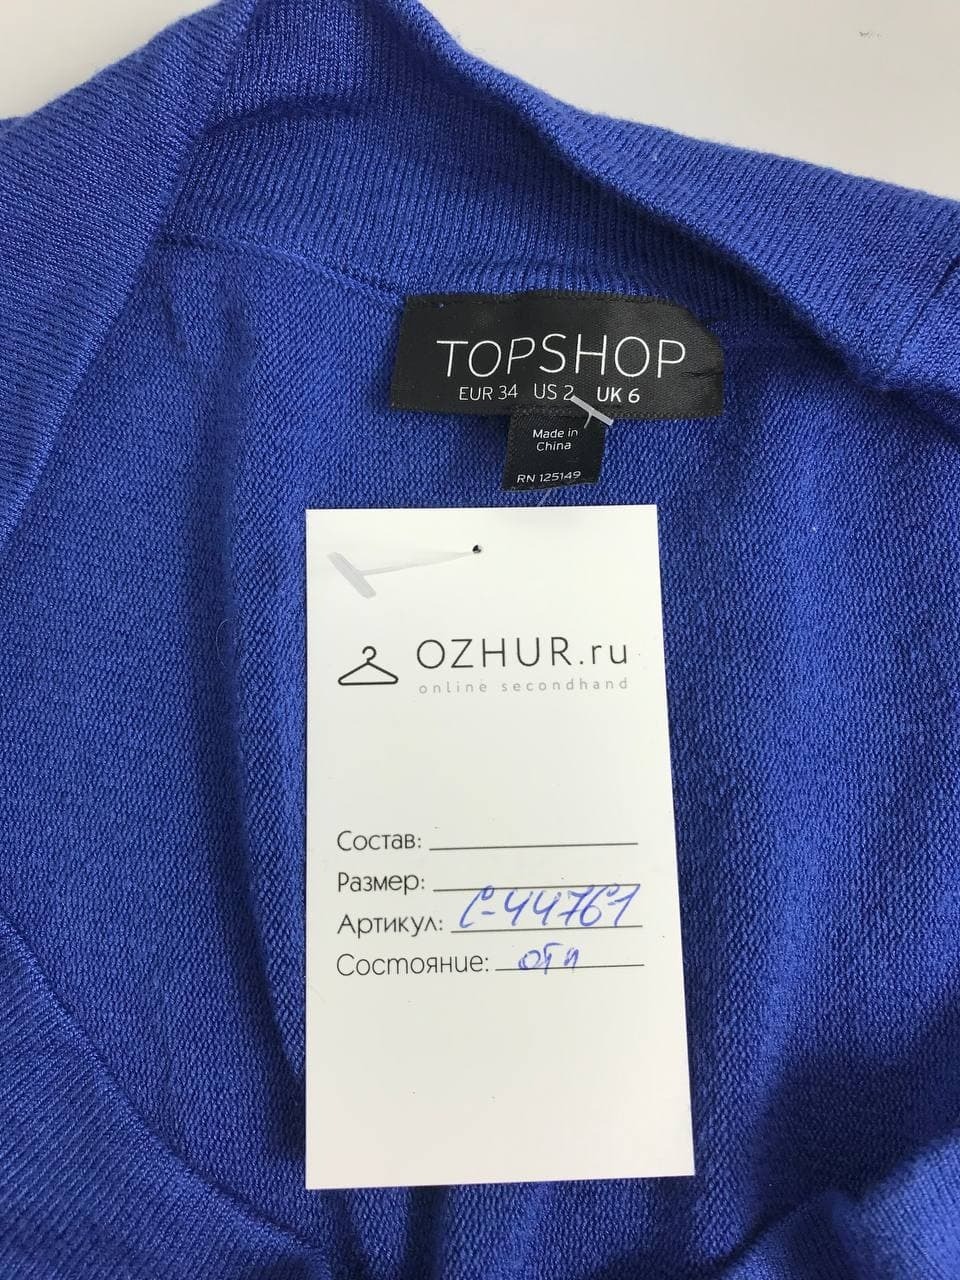 TOPSHOP
EUR 34 US 2 UK 6
Made in
China
RN 125149
OZHUR.ru
online secondhand
Состав:
Размер:
Артикул: С-44761
Состояние: отл